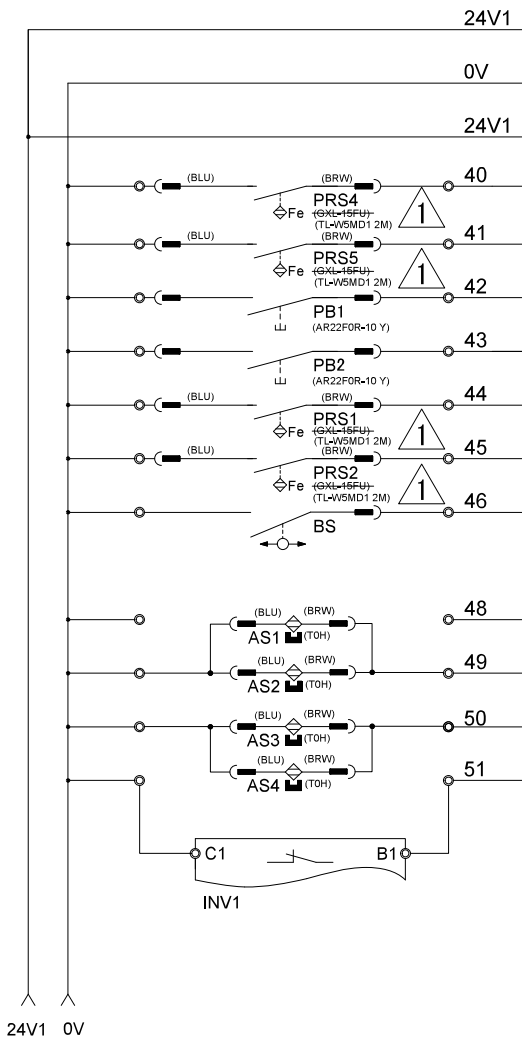 24V1
0V
24V1
(BLU) (BRW) 40
PRS4
Fe (GXL-15FU)
(TL-W5MD1 2M) 1
(BLU) (BRW) 41
PRS5
Fe (GXL-15FU)
(TL-W5MD1 2M) 1
42
PB1
(AR22F0R-10 Y)
43
PB2
(AR22F0R-10 Y)
(BLU) (BRW) 44
PRS1
Fe (GXL-15FU)
(TL-W5MD1 2M) 1
(BLU) (BRW) 45
PRS2
Fe (GXL-15FU)
(TL-W5MD1 2M) 1
46
BS
(BLU) (BRW) 48
AS1 (T0H)
(BLU) (BRW) 49
AS2 (T0H)
(BLU) (BRW) 50
AS3 (T0H)
(BLU) (BRW) 51
AS4 (T0H)
C1 B1
INV1
24V1 0V